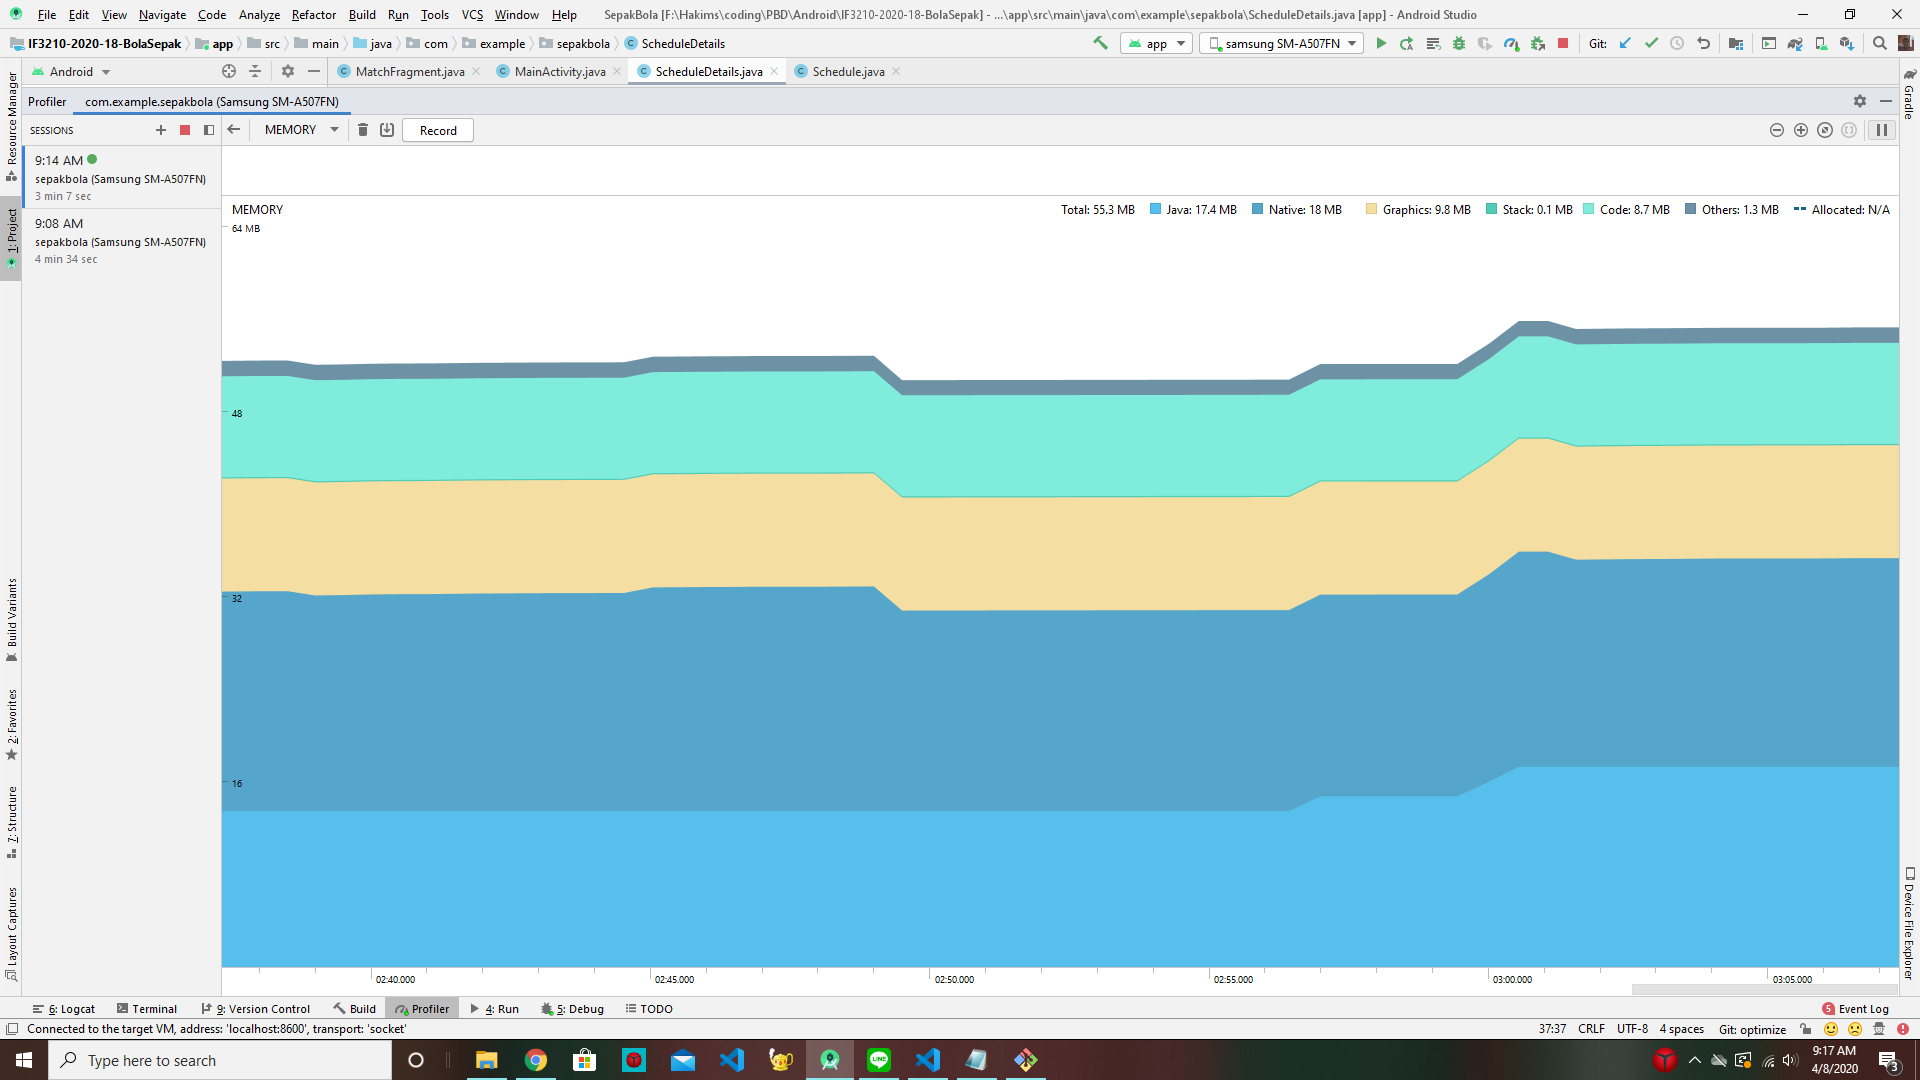 File Edit View Navigate Code Analyze Refactor Build Run Tools VCS Window Help SepakBola [F:\Hakims\coding\PBD\Android\IF3210-2020-18-BolaSepak] - ...\app\src\main\java\com\example\sepakbola\ScheduleDetails.java [app] - Android Studio
IF3210-2020-18-BolaSepak app src main java com example sepakbola ScheduleDetails app samsung SM-A507FN Git:
Android MatchFragment.java MainActivity.java ScheduleDetails.java Schedule.java
Profiler com.example.sepakbola (Samsung SM-A507FN)
SESSIONS MEMORY Record
9:14 AM
sepakbola (Samsung SM-A507FN)
3 min 7 sec
9:08 AM
sepakbola (Samsung SM-A507FN)
4 min 34 sec
MEMORY Total: 55.3 MB Java: 17.4 MB Native: 18 MB Graphics: 9.8 MB Stack: 0.1 MB Code: 8.7 MB Others: 1.3 MB Allocated: N/A
64 MB
48
32
16
02:40.000 02:45.000 02:50.000 02:55.000 03:00.000 03:05.000
Resource Manager
1: Project
Build Variants
2: Favorites
7: Structure
Layout Captures
Gradle
Device File Explorer
6: Logcat Terminal 9: Version Control Build Profiler 4: Run 5: Debug TODO 5 Event Log
Connected to the target VM, address: 'localhost:8600', transport: 'socket' 37:37 CRLF UTF-8 4 spaces Git: optimize
Type here to search LINE 9:17 AM
4/8/2020 3